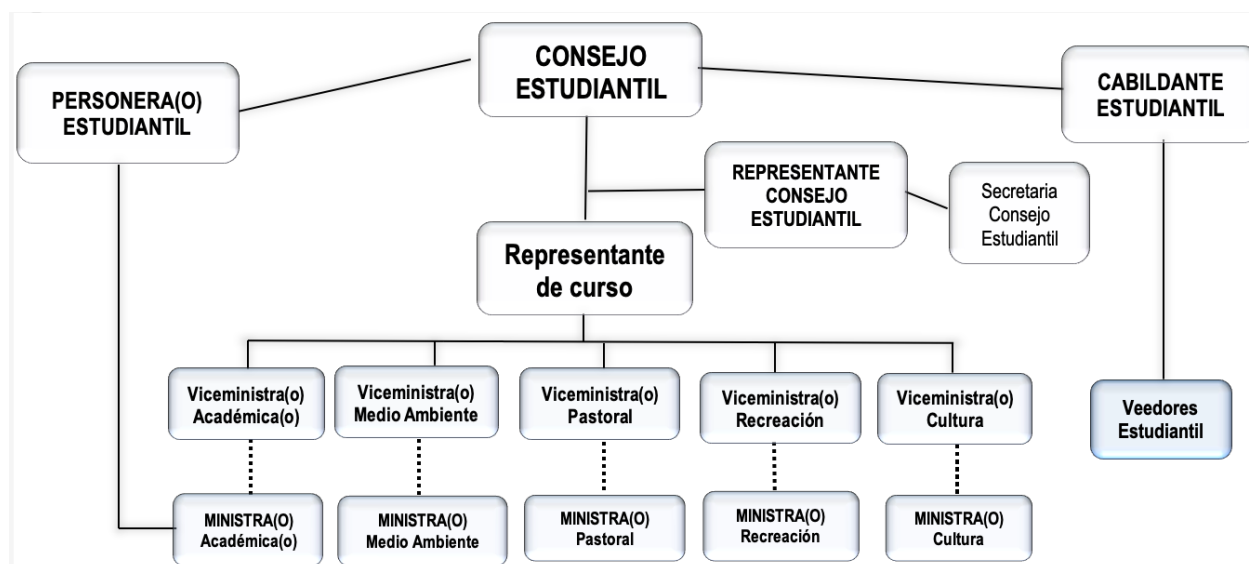 CONSEJO
ESTUDIANTIL
PERSONERA(O)
ESTUDIANTIL
CABILDANTE
ESTUDIANTIL
REPRESENTANTE
CONSEJO
ESTUDIANTIL
Secretaria
Consejo
Estudiantil
Representante
de curso
Viceministra(o)
Académica(o)
Viceministra(o)
Medio Ambiente
Viceministra(o)
Pastoral
Viceministra(o)
Recreación
Viceministra(o)
Cultura
Veedores
Estudiantil
MINISTRA(O)
Académica(o)
MINISTRA(O)
Medio Ambiente
MINISTRA(O)
Pastoral
MINISTRA(O)
Recreación
MINISTRA(O)
Cultura